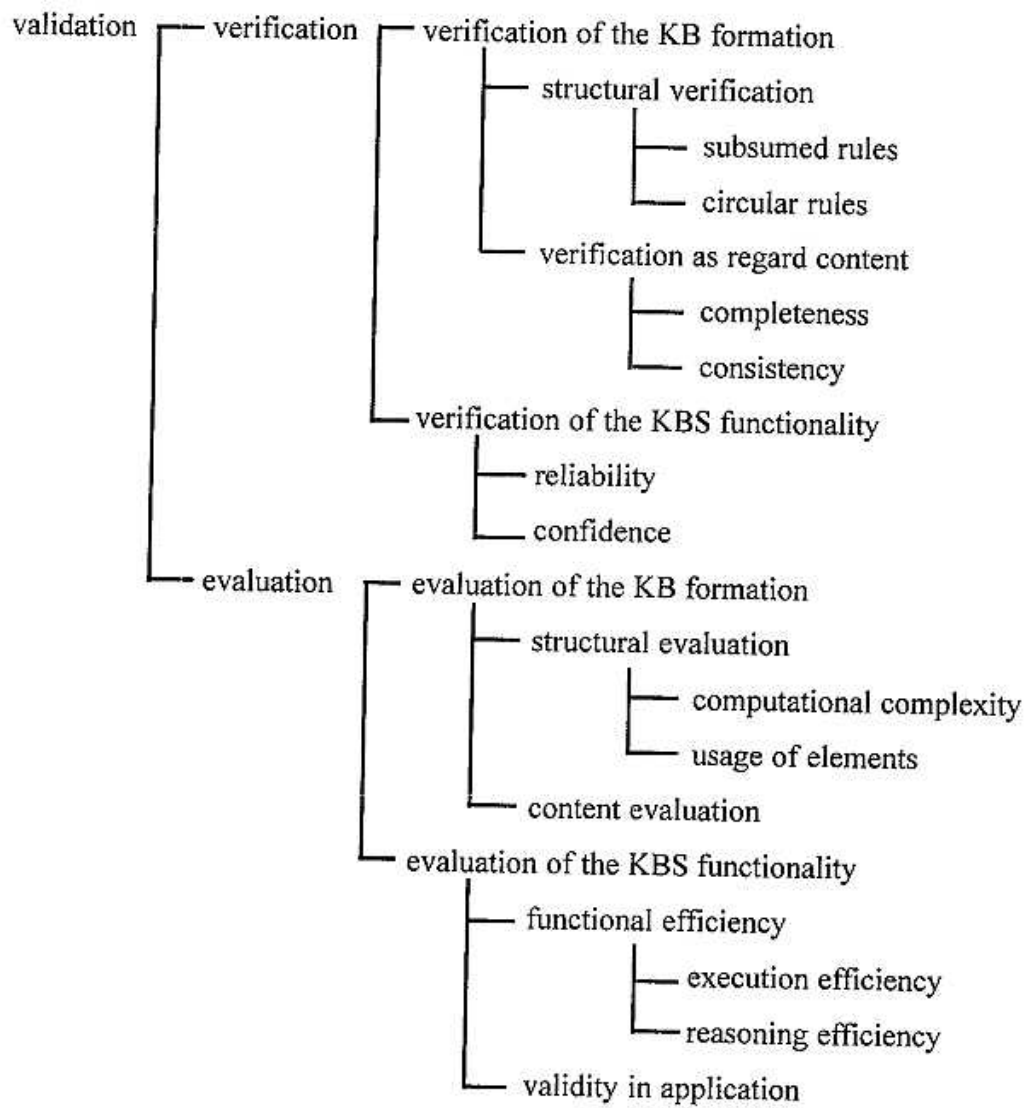 validation verification verification of the KB formation
structural verification
subsumed rules
circular rules
verification as regard content
completeness
consistency
verification of the KBS functionality
reliability
confidence
evaluation evaluation of the KB formation
structural evaluation
computational complexity
usage of elements
content evaluation
evaluation of the KBS functionality
functional efficiency
execution efficiency
reasoning efficiency
validity in application